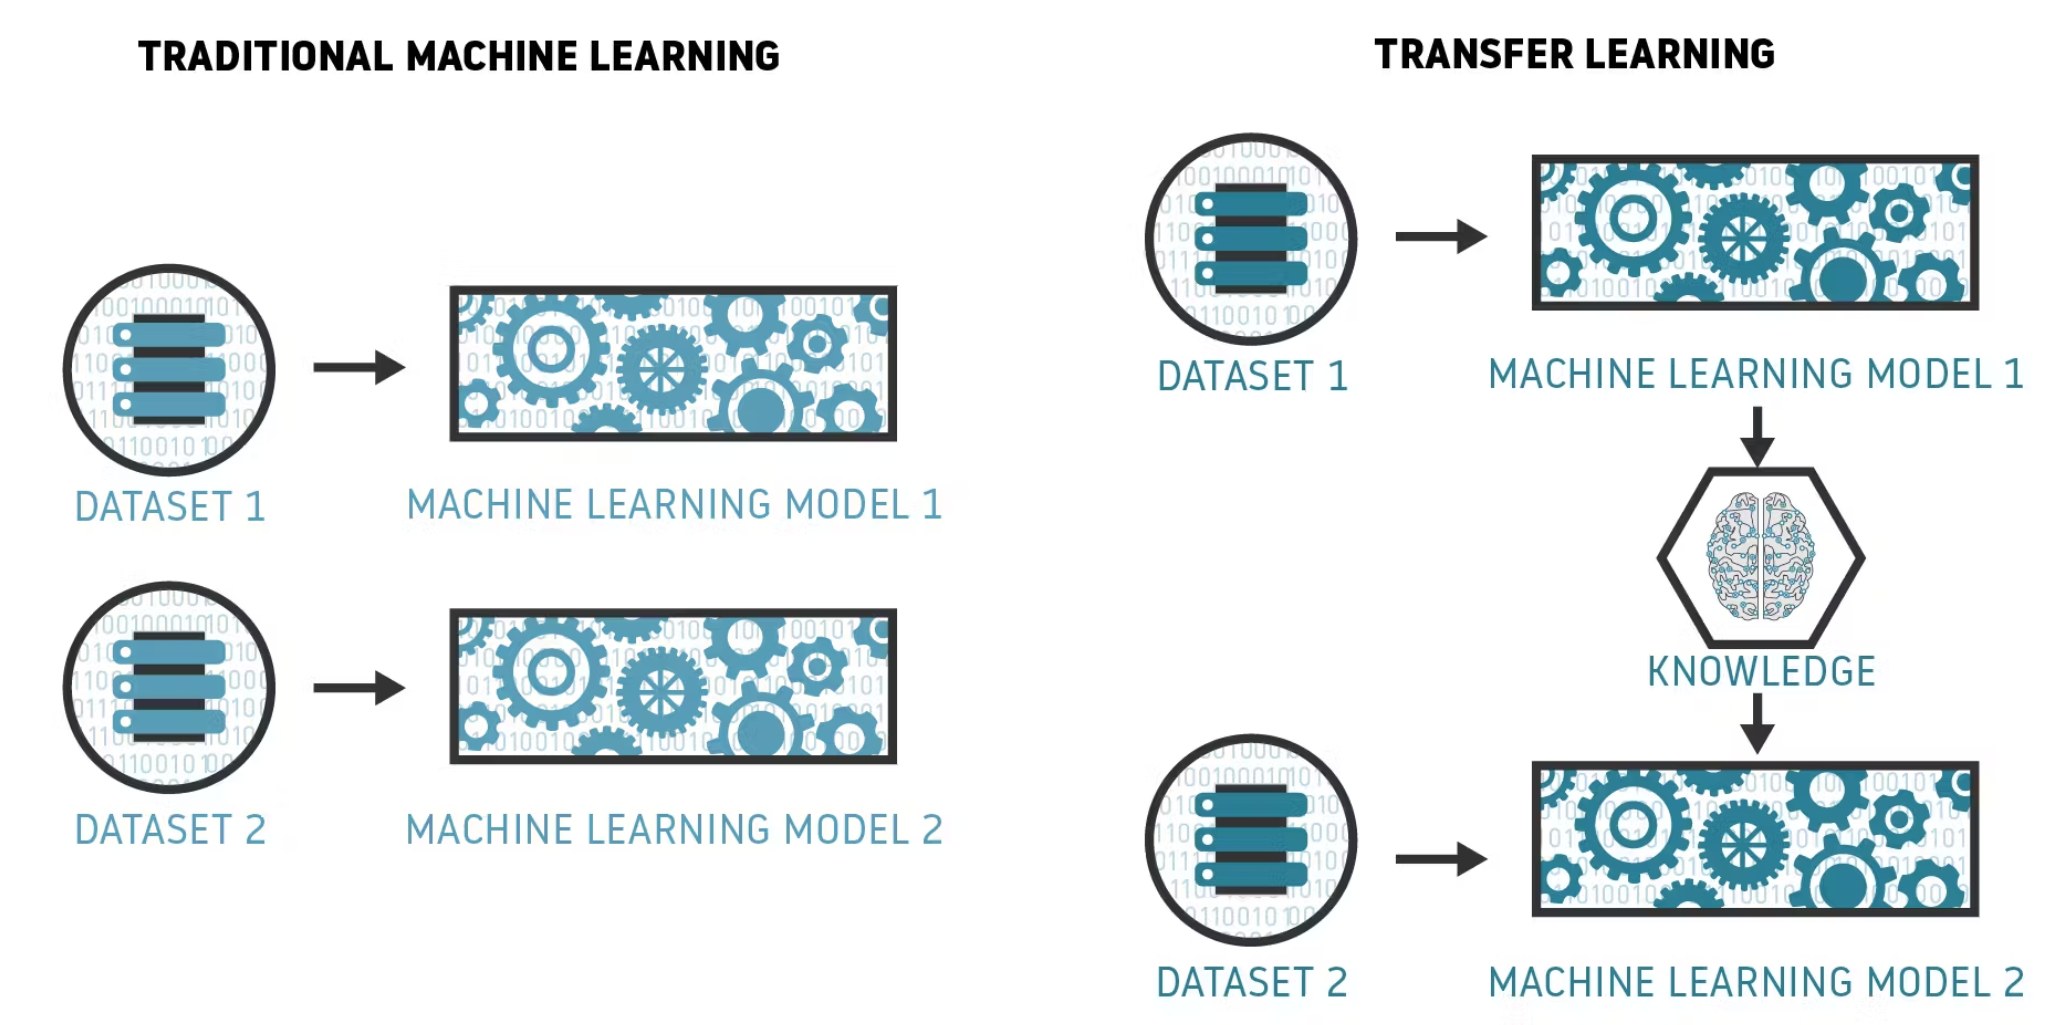 TRADITIONAL MACHINE LEARNING
DATASET 1
MACHINE LEARNING MODEL 1
DATASET 2
MACHINE LEARNING MODEL 2
TRANSFER LEARNING
DATASET 1
MACHINE LEARNING MODEL 1
KNOWLEDGE
DATASET 2
MACHINE LEARNING MODEL 2